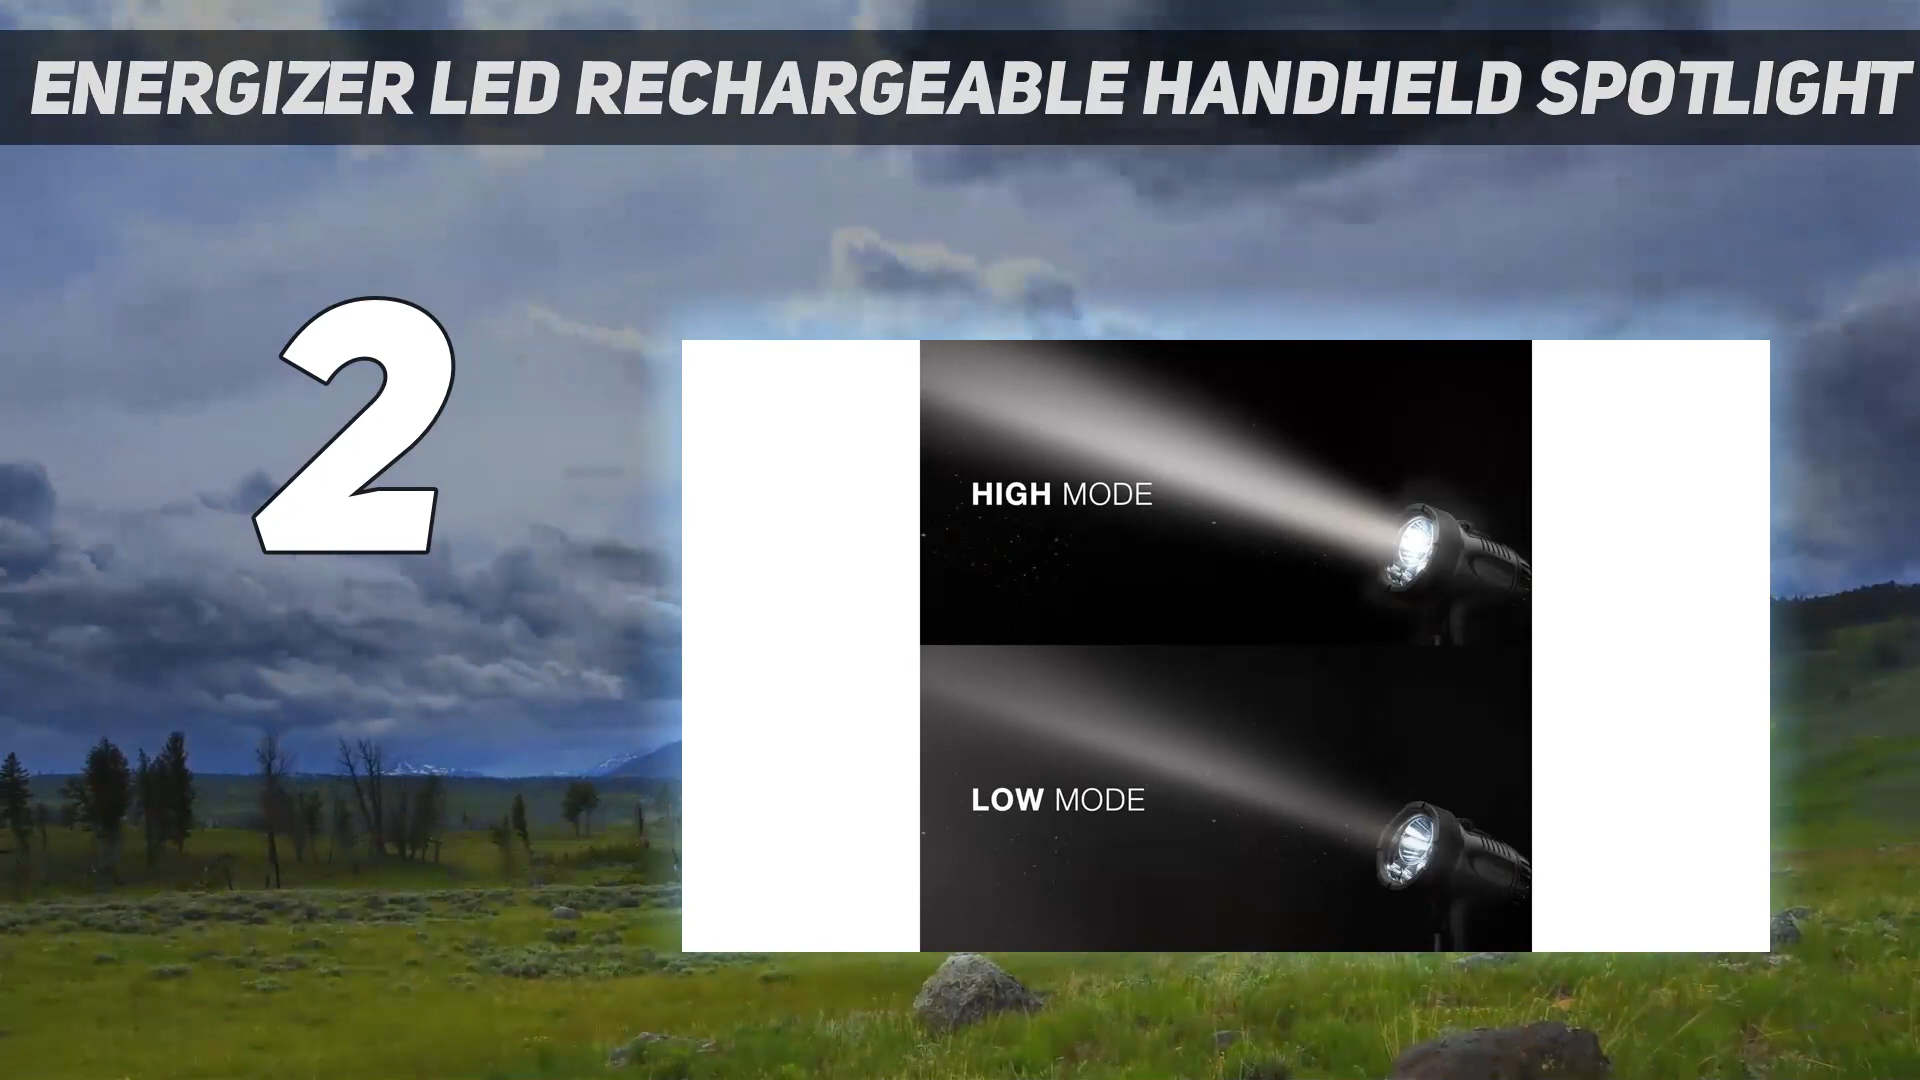 ENERGIZER LED RECHARGEABLE HANDHELD SPOTLIGHT
2
HIGH MODE
LOW MODE